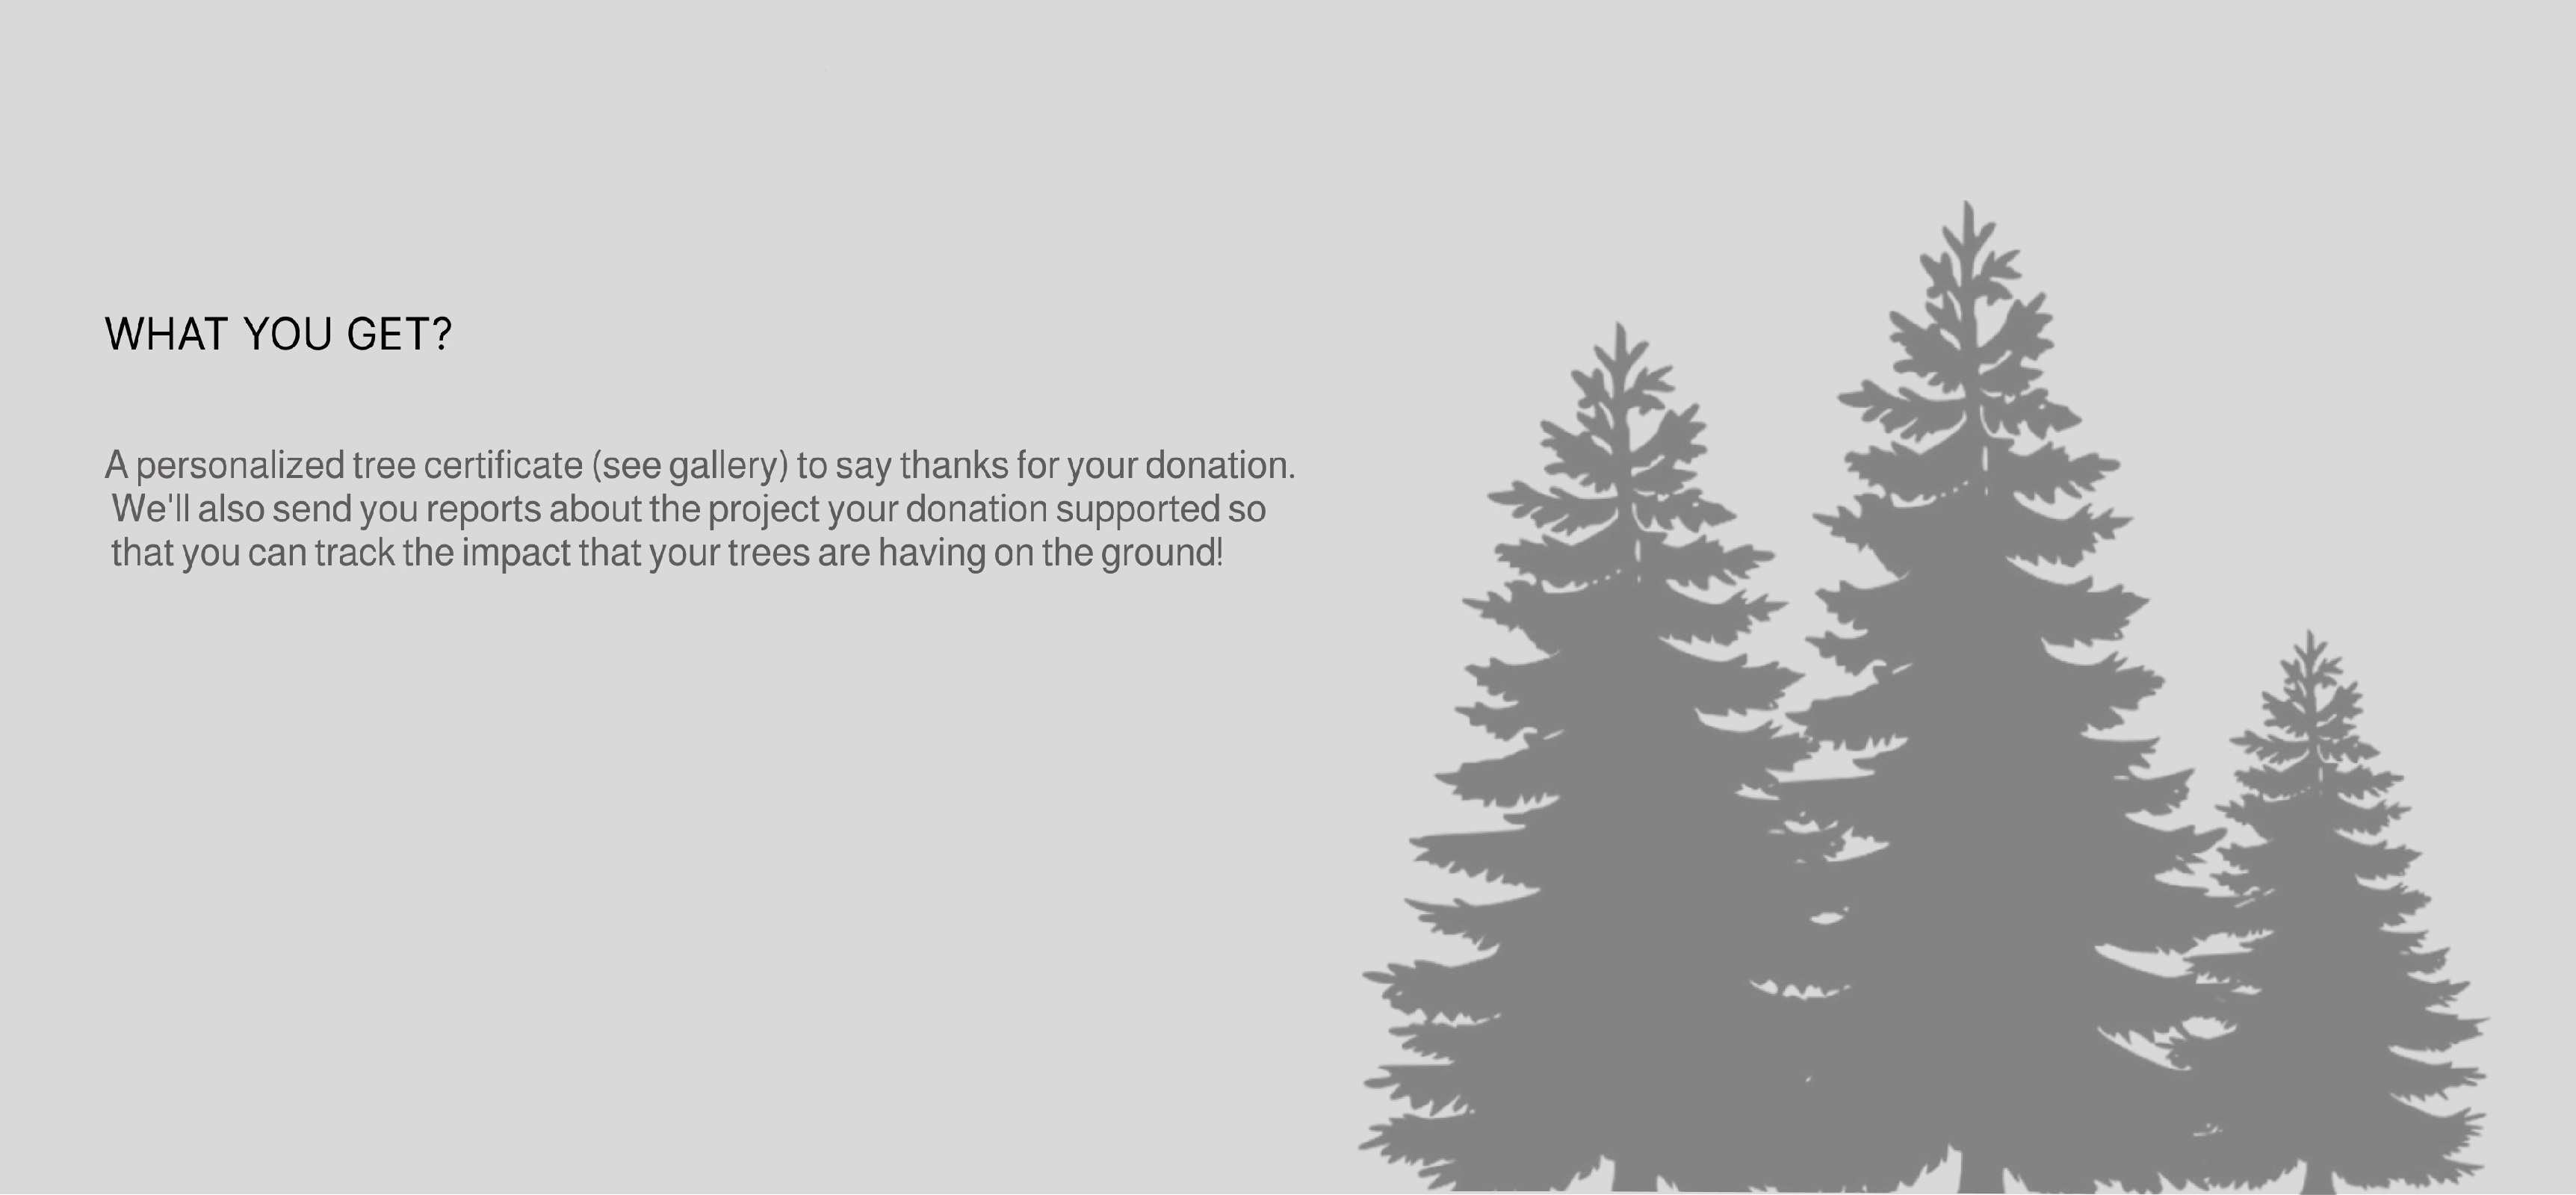 WHAT YOU GET?
A personalized tree certificate (see gallery) to say thanks for your donation.
We'll also send you reports about the project your donation supported so
that you can track the impact that your trees are having on the ground!